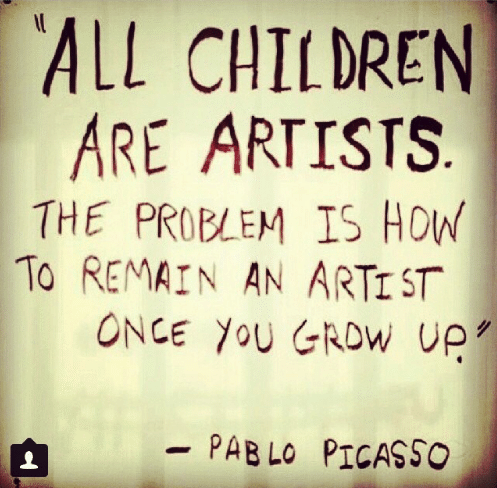 "ALL CHILDREN
ARE ARTISTS.
THE PROBLEM IS HOW
TO REMAIN AN ARTIST
ONCE YOU GROW UP."
– PABLO PICASSO